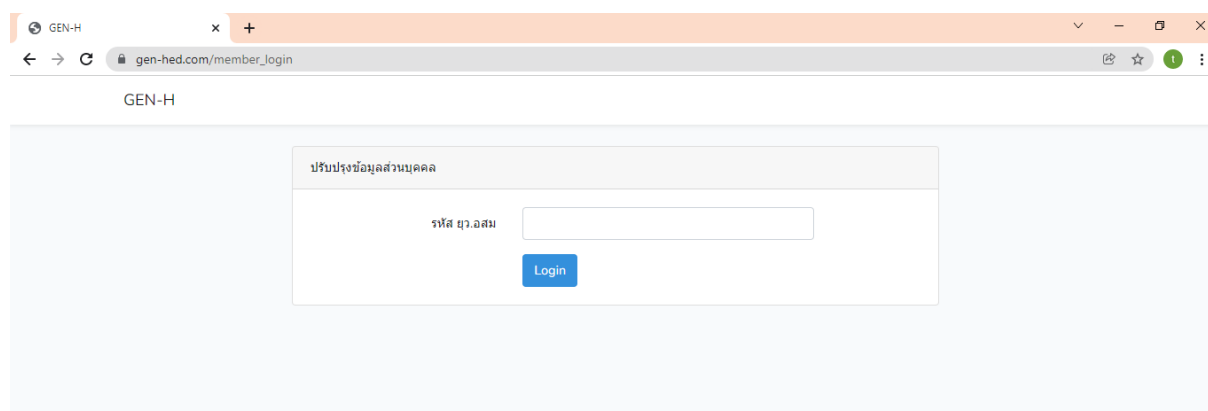 GEN-H
gen-hed.com/member_login
t
GEN-H
ปรับปรุงข้อมูลส่วนบุคคล
รหัส ยุว.อสม
Login